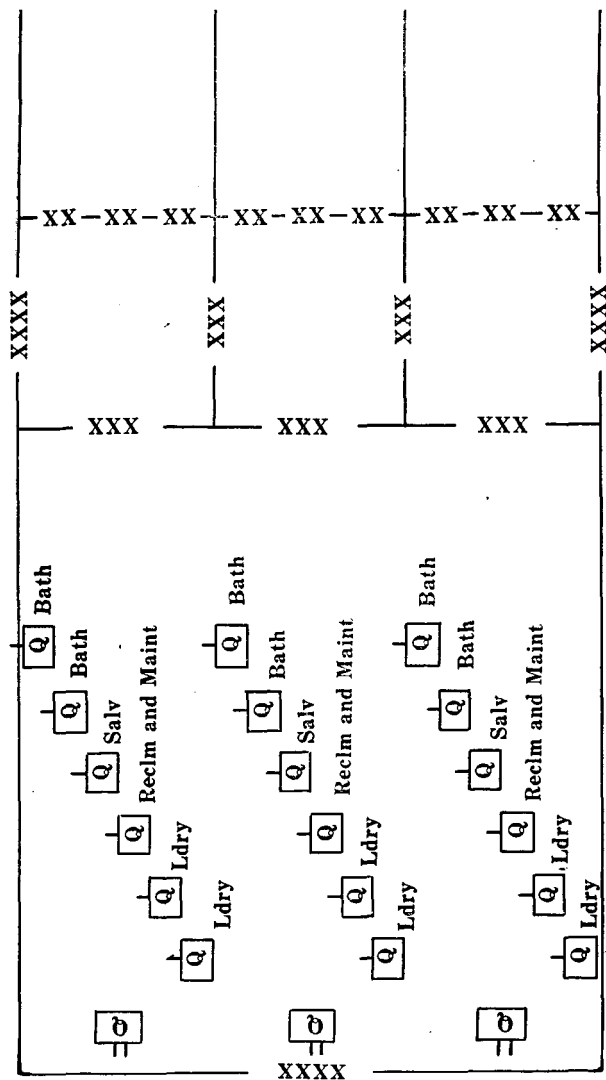 XX XX XX XX XX XX XX XX XX
XXXX
XXX
XXX
XXXX
XXX
XXX
XXX
Q Bath
Q Bath
Q Salv
Q Reclm and Maint
Q Ldry
Q Ldry
Q
Q Bath
Q Bath
Q Salv
Q Reclm and Maint
Q Ldry
Q Ldry
Q
Q Bath
Q Bath
Q Salv
Q Reclm and Maint
Q Ldry
Q Ldry
Q
XXXX